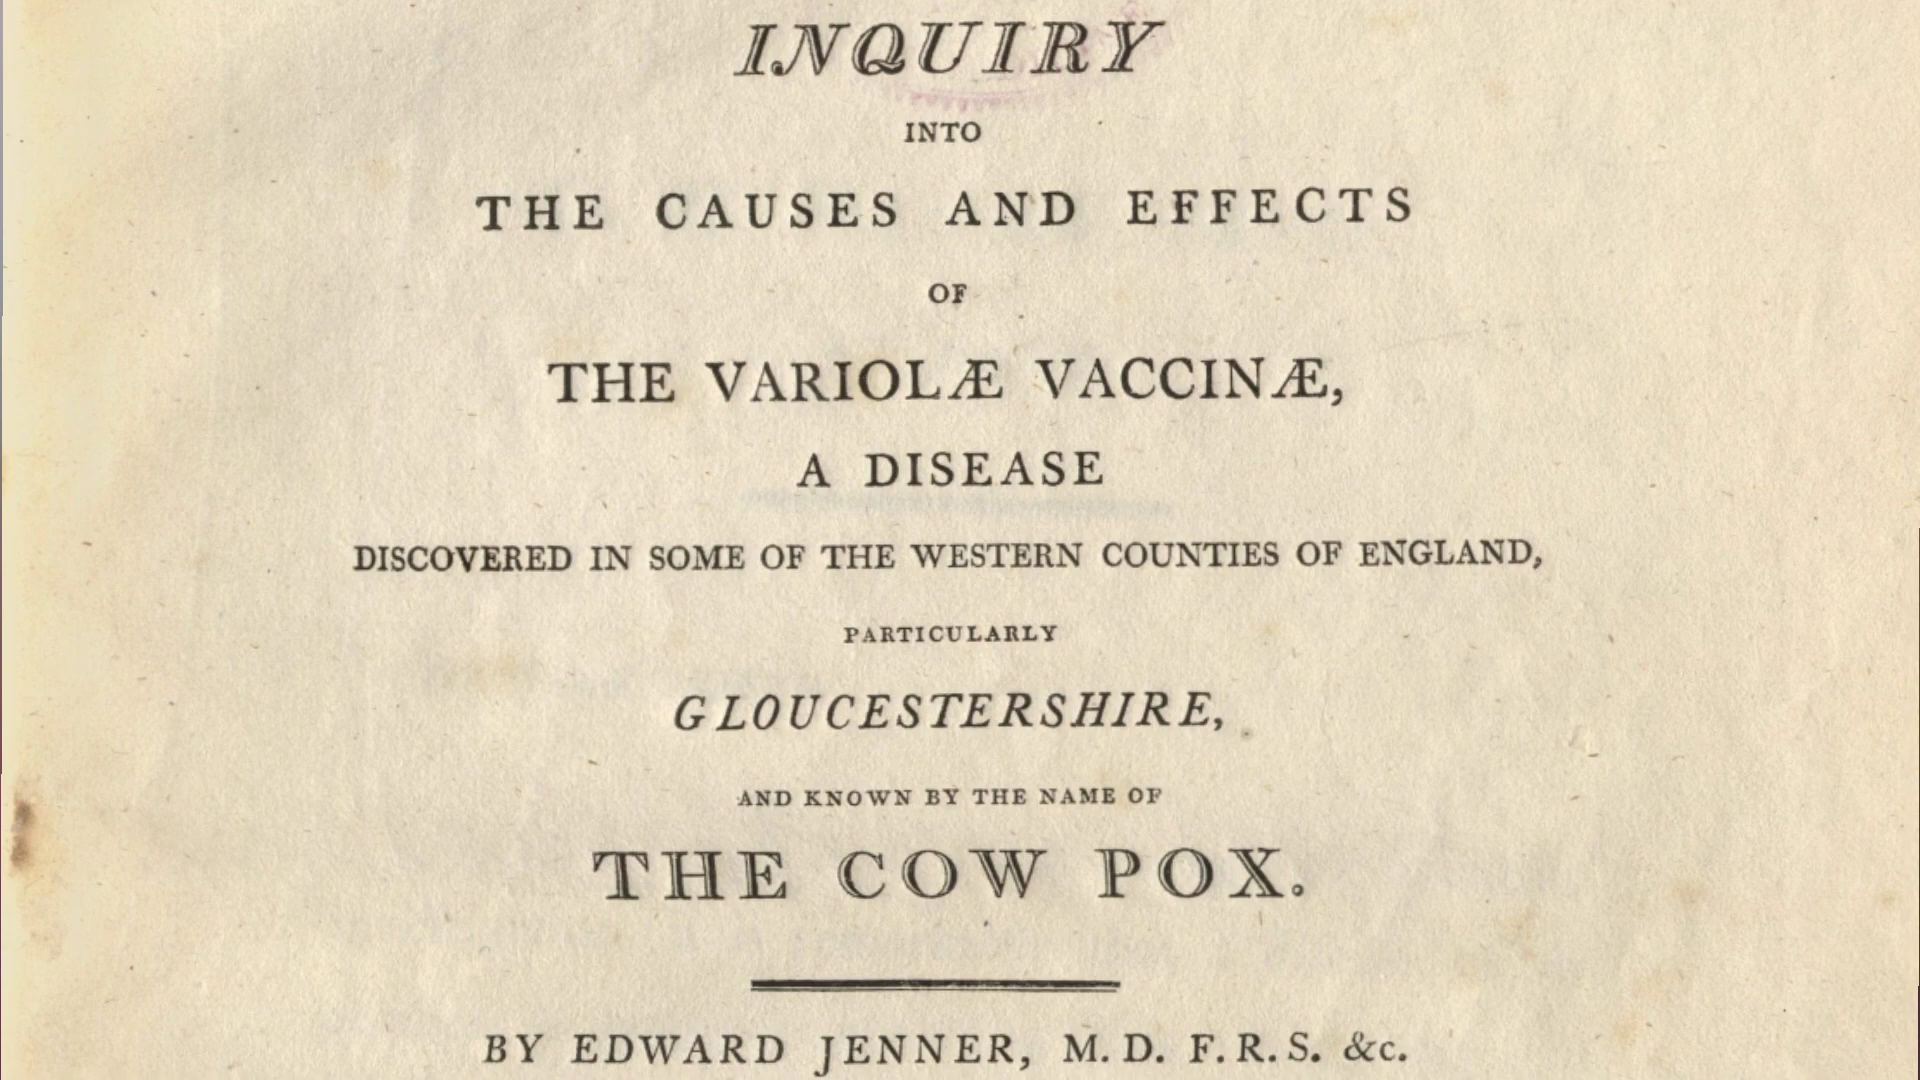 INQUIRY
INTO
THE CAUSES AND EFFECTS
OF
THE VARIOLÆ VACCINÆ,
A DISEASE
DISCOVERED IN SOME OF THE WESTERN COUNTIES OF ENGLAND,
PARTICULARLY
GLOUCESTERSHIRE,
AND KNOWN BY THE NAME OF
THE COW POX.
BY EDWARD JENNER, M.D. F.R.S. &c.